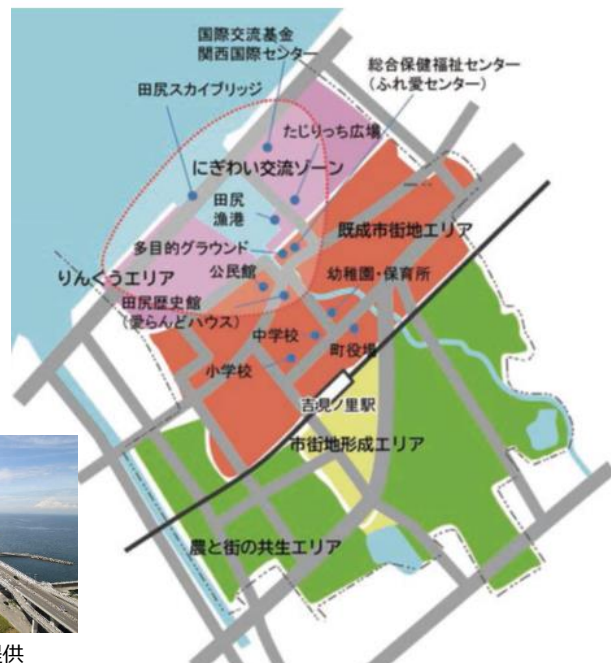 国際交流基金
関西国際センター
総合保健福祉センター
(ふれ愛センター)
田尻スカイブリッジ
たじりっち広場
にぎわい交流ゾーン
田尻
漁港
既成市街地エリア
多目的グラウンド
りんくうエリア
公民館
幼稚園・保育所
田尻歴史館
(愛らんどハウス)
中学校
町役場
小学校
吉見ノ里駅
市街地形成エリア
農と街の共生エリア
提供